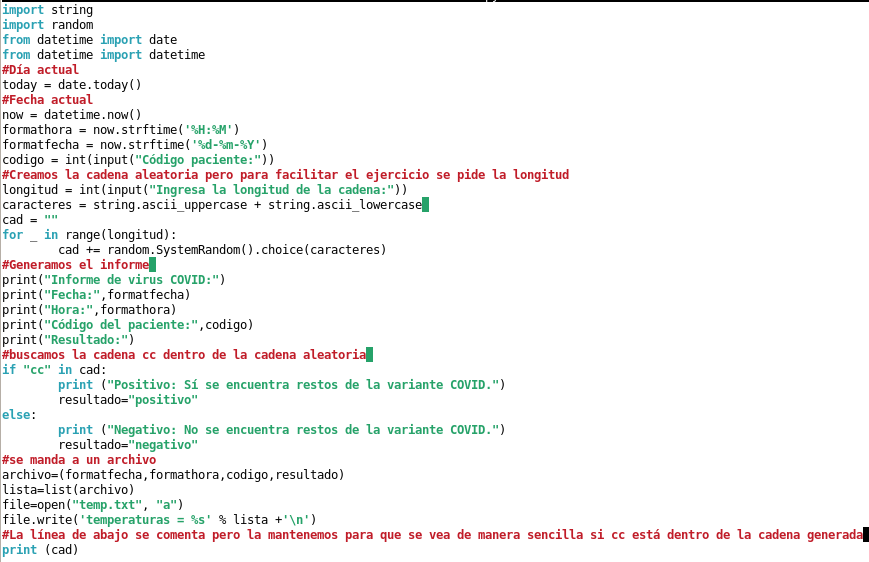 import string
import random
from datetime import date
from datetime import datetime
#Día actual
today = date.today()
#Fecha actual
now = datetime.now()
formathora = now.strftime('%H:%M')
formatfecha = now.strftime('%d-%m-%Y')
codigo = int(input("Código paciente:"))
#Creamos la cadena aleatoria pero para facilitar el ejercicio se pide la longitud
longitud = int(input("Ingresa la longitud de la cadena:"))
caracteres = string.ascii_uppercase + string.ascii_lowercase
cad = ""
for _ in range(longitud):
        cad += random.SystemRandom().choice(caracteres)
#Generamos el informe
print("Informe de virus COVID:")
print("Fecha:",formatfecha)
print("Hora:",formathora)
print("Código del paciente:",codigo)
print("Resultado:")
#buscamos la cadena cc dentro de la cadena aleatoria
if "cc" in cad:
        print ("Positivo: Sí se encuentra restos de la variante COVID.")
        resultado="positivo"
else:
        print ("Negativo: No se encuentra restos de la variante COVID.")
        resultado="negativo"
#se manda a un archivo
archivo=(formatfecha,formathora,codigo,resultado)
lista=list(archivo)
file=open("temp.txt", "a")
file.write('temperaturas = %s' % lista +'\n')
#La línea de abajo se comenta pero la mantenemos para que se vea de manera sencilla si cc está dentro de la cadena generada
print (cad)